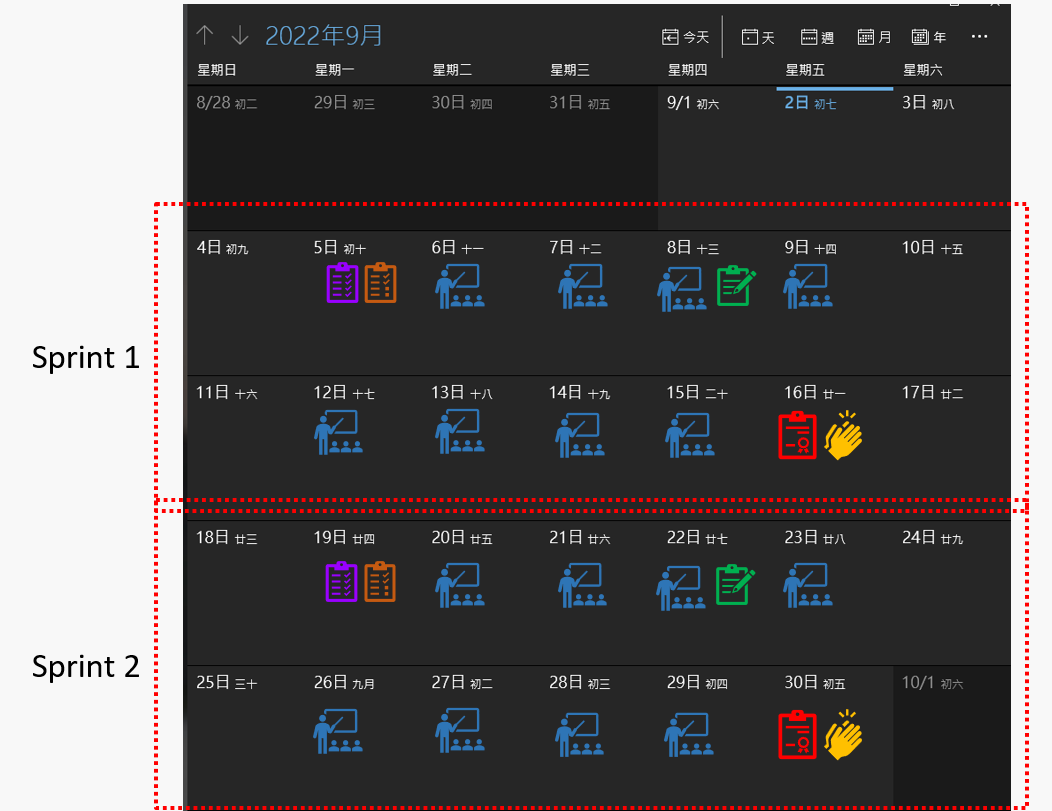 2022年9月 今天 天 週 月 年 ...
星期日 星期一 星期二 星期三 星期四 星期五 星期六
8/28 初二 29日 初三 30日 初四 31日 初五 9/1 初六 2日 初七 3日 初八
4日 初九 5日 初十 6日 十一 7日 十二 8日 十三 9日 十四 10日 十五
Sprint 1
11日 十六 12日 十七 13日 十八 14日 十九 15日 二十 16日 廿一 17日 廿二
18日 廿三 19日 廿四 20日 廿五 21日 廿六 22日 廿七 23日 廿八 24日 廿九
Sprint 2
25日 三十 26日 九月 27日 初二 28日 初三 29日 初四 30日 初五 10/1 初六